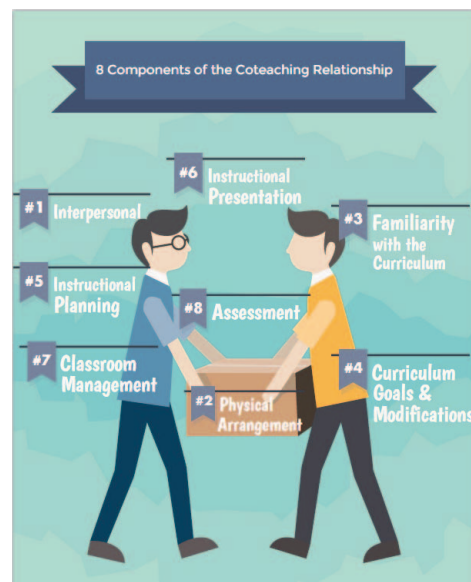 8 Components of the Coteaching Relationship
#6 Instructional
Presentation
#1 Interpersonal
#3 Familiarity
with the
Curriculum
#5 Instructional
Planning
#8 Assessment
#7 Classroom
Management
#4 Curriculum
Goals &
Modifications
#2 Physical
Arrangement